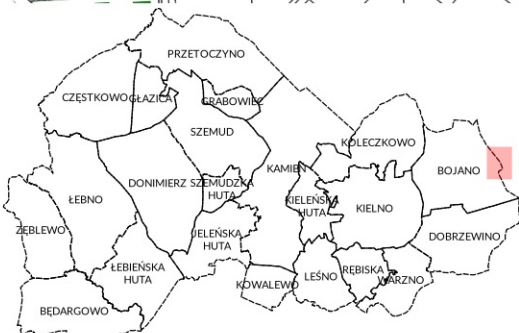 PRZETOCZYNO
CZĘSTKOWO
GŁAZICA
GRABOWIEC
SZEMUD
KOLECZKOWO
KAMIEŃ
BOJANO
DONIMIERZ
SZEMUDZKA
HUTA
ŁEBNO
KIELEŃSKA
HUTA
KIELNO
ZĘBLEWO
JELEŃSKA
HUTA
DOBRZEWINO
ŁEBIEŃSKA
HUTA
KOWALEWO
LEŚNO
RĘBISKA
WARZNO
BĘDARGOWO